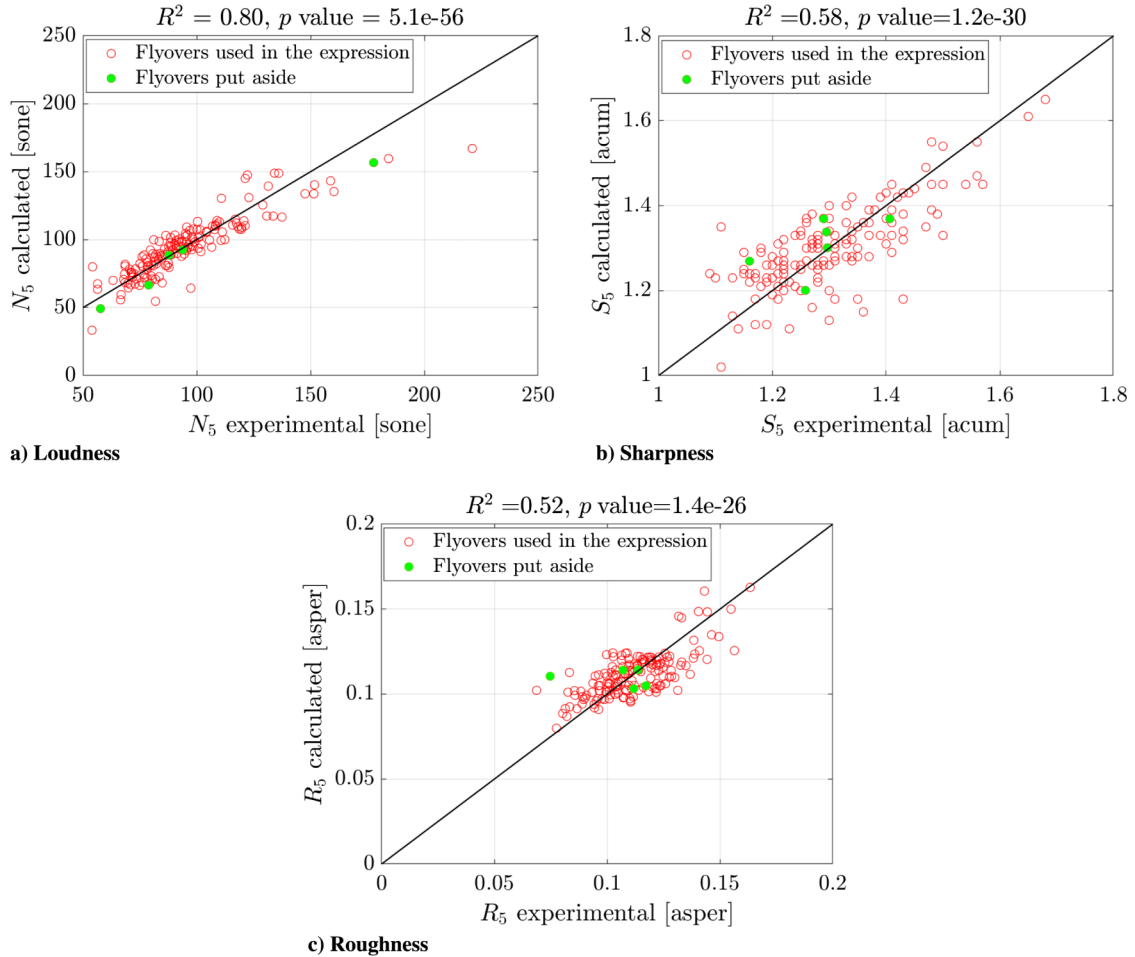 R² = 0.80, p value = 5.1e-56
250
200
150
100
50
0
50
100
150
200
250
Flyovers used in the expression
Flyovers put aside
N₅ calculated [sone]
N₅ experimental [sone]
a) Loudness
R² =0.58, p value=1.2e-30
1.8
1.6
1.4
1.2
1
1
1.2
1.4
1.6
1.8
Flyovers used in the expression
Flyovers put aside
S₅ calculated [acum]
S₅ experimental [acum]
b) Sharpness
R² =0.52, p value=1.4e-26
0.2
0.15
0.1
0.05
0
0
0.05
0.1
0.15
0.2
Flyovers used in the expression
Flyovers put aside
R₅ calculated [asper]
R₅ experimental [asper]
c) Roughness